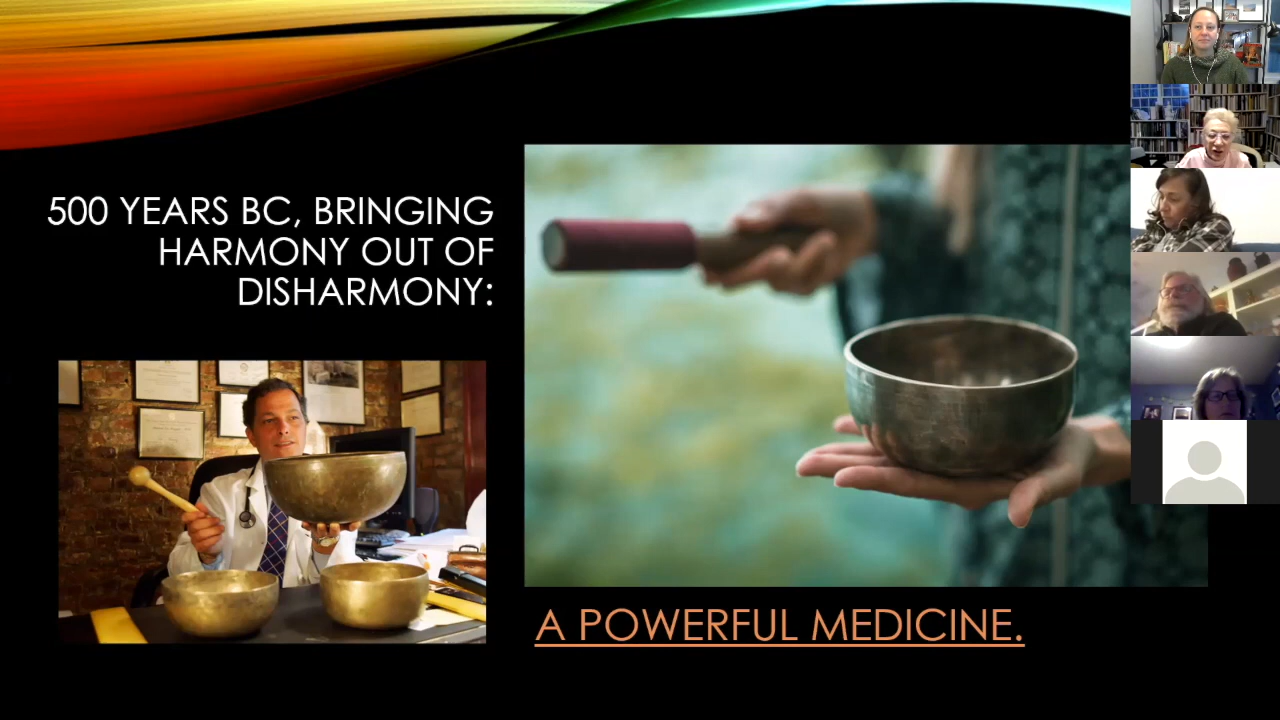 500 YEARS BC, BRINGING
HARMONY OUT OF
DISHARMONY:
A POWERFUL MEDICINE.